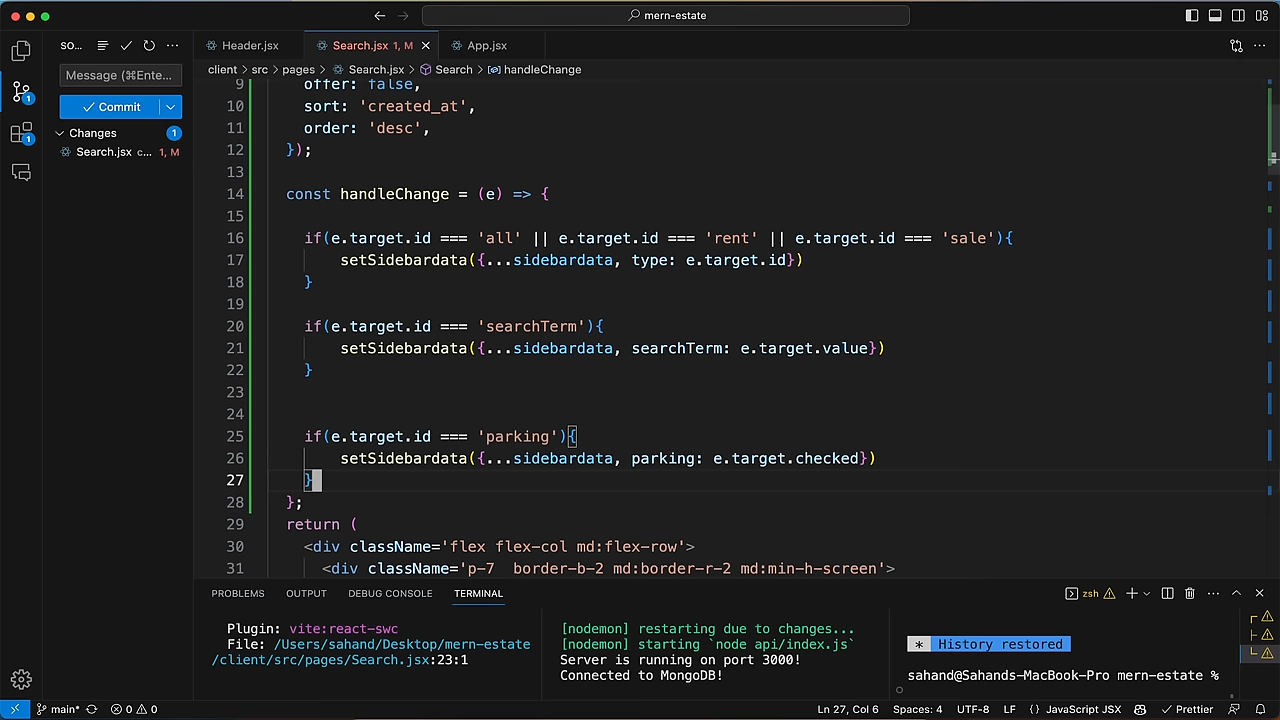 mern-estate
SO...
Header.jsx
Search.jsx 1, M
App.jsx
client > src > pages > Search.jsx > Search > handleChange
Message (⌘Ente...
Commit
Changes 1
Search.jsx c... 1, M
1
1
9 offer: false,
10 sort: 'created_at',
11 order: 'desc',
12 });
13
14 const handleChange = (e) => {
15
16 if(e.target.id === 'all' || e.target.id === 'rent' || e.target.id === 'sale'){
17 setSidebardata({...sidebardata, type: e.target.id})
18 }
19
20 if(e.target.id === 'searchTerm'){
21 setSidebardata({...sidebardata, searchTerm: e.target.value})
22 }
23
24
25 if(e.target.id === 'parking'){
26 setSidebardata({...sidebardata, parking: e.target.checked})
27 }
28 };
29 return (
30 <div className='flex flex-col md:flex-row'>
31 <div className='p-7  border-b-2 md:border-r-2 md:min-h-screen'>
PROBLEMS OUTPUT DEBUG CONSOLE TERMINAL zsh
Plugin: vite:react-swc
File: /Users/sahand/Desktop/mern-estate
/client/src/pages/Search.jsx:23:1
[nodemon] restarting due to changes...
[nodemon] starting `node api/index.js`
Server is running on port 3000!
Connected to MongoDB!
* History restored
sahand@Sahands-MacBook-Pro mern-estate %
main* 0 0 Ln 27, Col 6 Spaces: 4 UTF-8 LF {} JavaScript JSX Prettier